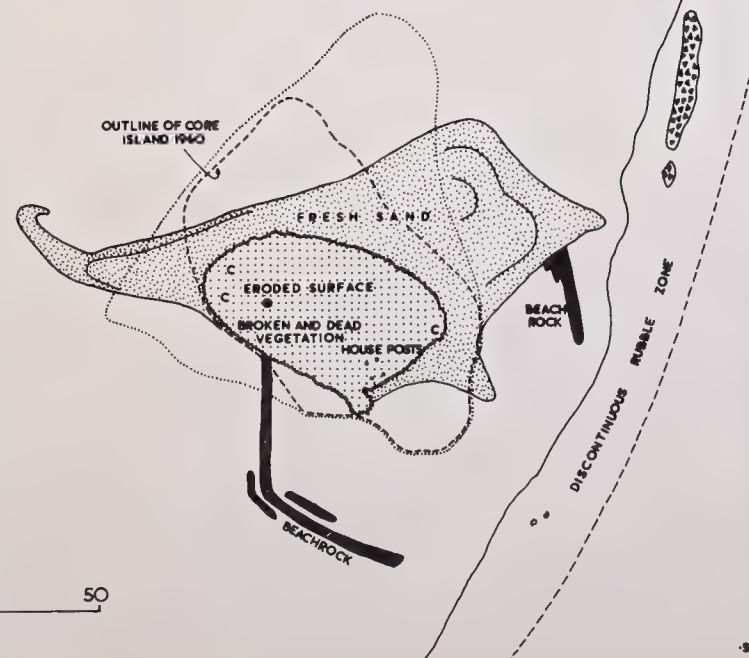 OUTLINE OF CORE
ISLAND 1960
FRESH SAND
C
ERODED SURFACE
C
BROKEN AND DEAD
VEGETATION
C
HOUSE POSTS
BEACH
ROCK
DISCONTINUOUS RUBBLE ZONE
BEACHROCK
50